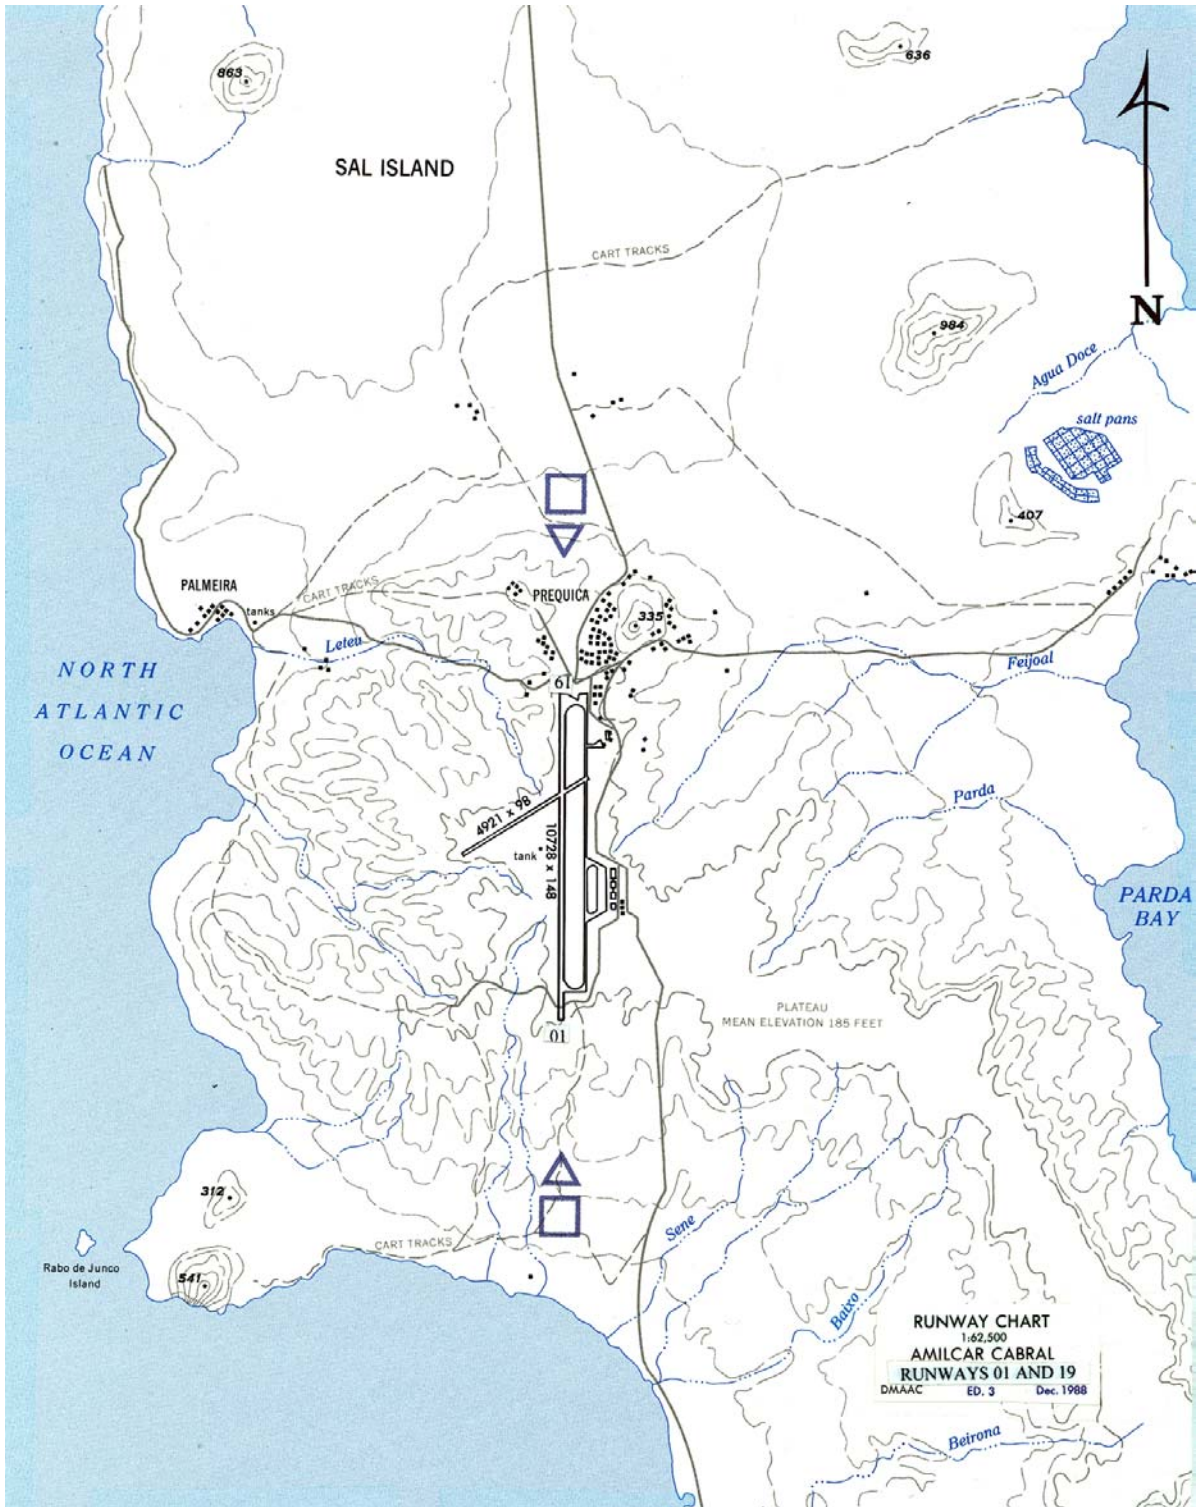 863
636
SAL ISLAND
CART TRACKS
N
984
Agua Doce
salt pans
407
PALMEIRA
tanks
CART TRACKS
PREQUICA
335
Leteu
Feijoal
NORTH
ATLANTIC
OCEAN
19
4921 x 98
10728 x 148
tank
Parda
PARDA
BAY
PLATEAU
MEAN ELEVATION 185 FEET
01
312
Sene
CART TRACKS
Rabo de Junco
Island
541
Baixo
RUNWAY CHART
1:62,500
AMILCAR CABRAL
RUNWAYS 01 AND 19
DMAAC ED. 3 Dec. 1988
Beirona